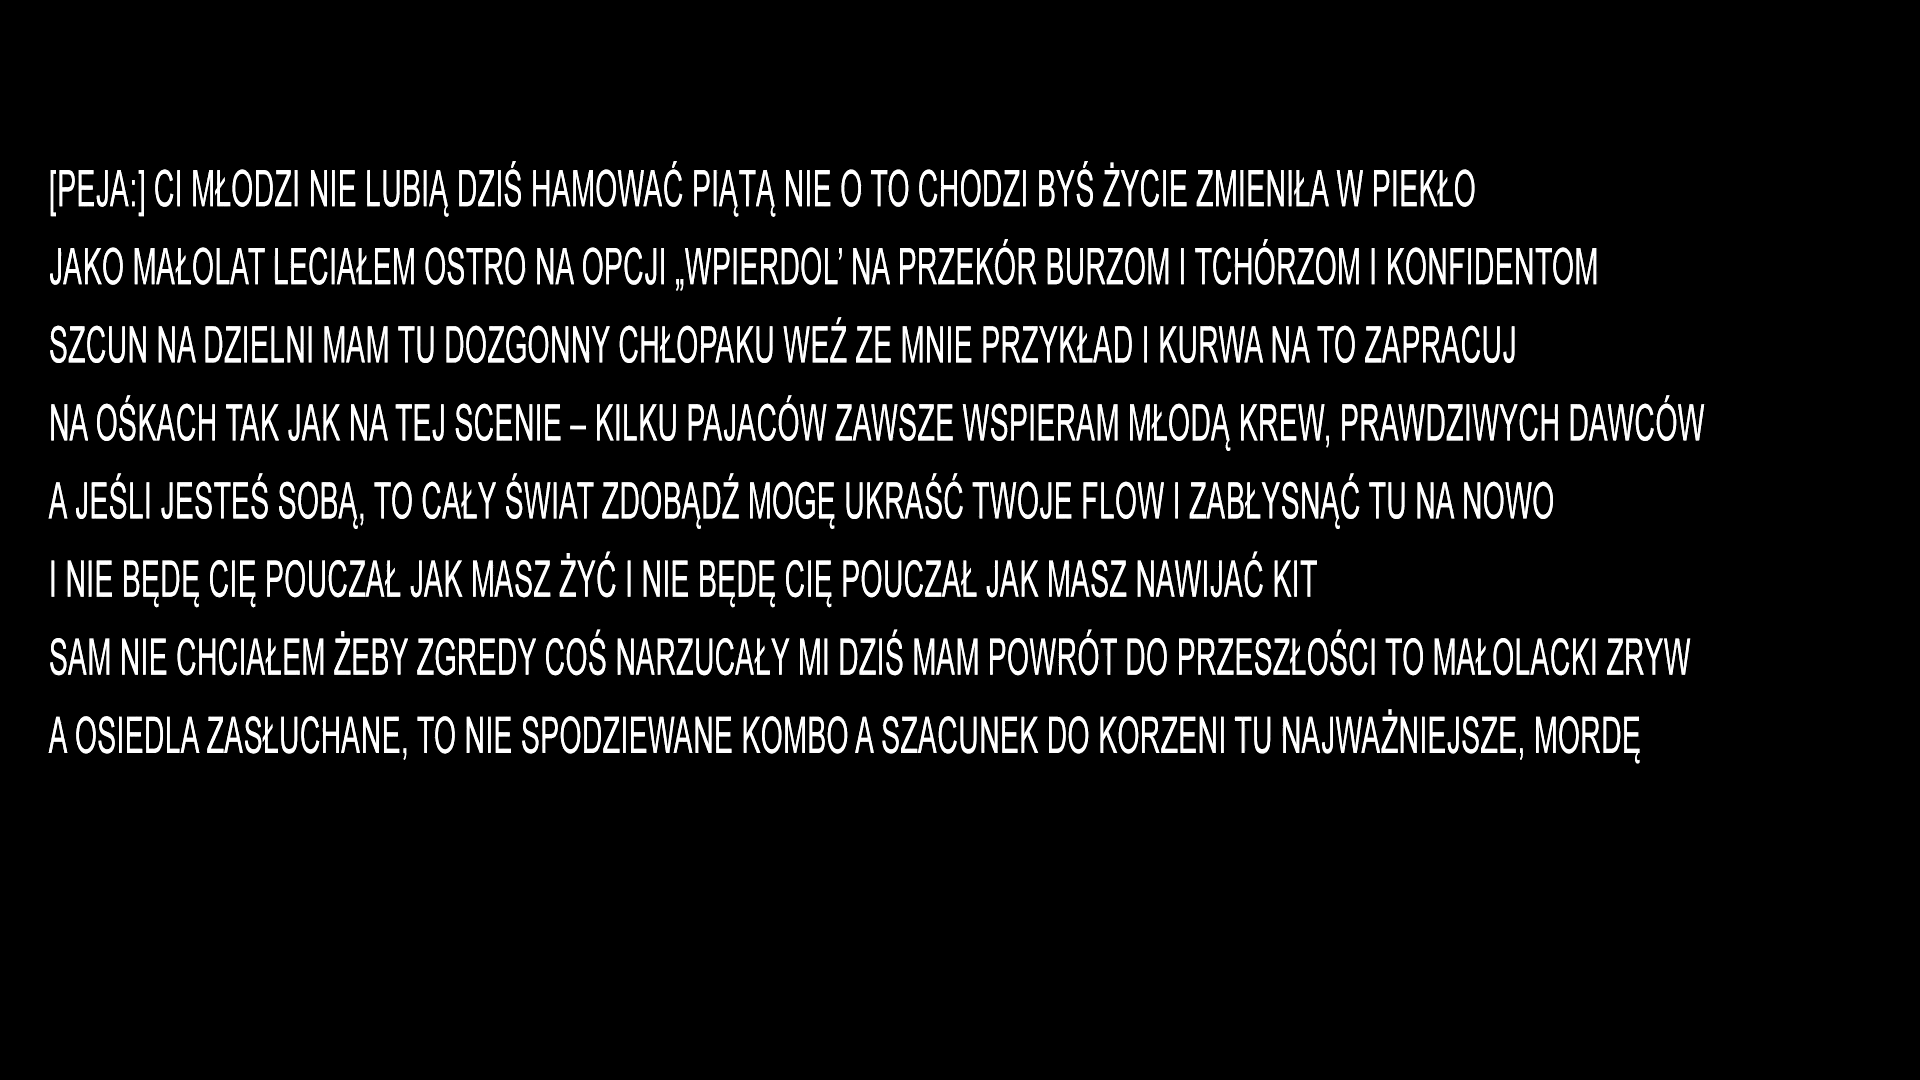 [PEJA:] CI MŁODZI NIE LUBIĄ DZIŚ HAMOWAĆ PIĄTĄ NIE O TO CHODZI BYŚ ŻYCIE ZMIENIŁA W PIEKŁO
JAKO MAŁOLAT LECIAŁEM OSTRO NA OPCJI „WPIERDOL’ NA PRZEKÓR BURZOM I TCHÓRZOM I KONFIDENTOM
SZCUN NA DZIELNI MAM TU DOZGONNY CHŁOPAKU WEŹ ZE MNIE PRZYKŁAD I KURWA NA TO ZAPRACUJ
NA OŚKACH TAK JAK NA TEJ SCENIE – KILKU PAJACÓW ZAWSZE WSPIERAM MŁODĄ KREW, PRAWDZIWYCH DAWCÓW
A JEŚLI JESTEŚ SOBĄ, TO CAŁY ŚWIAT ZDOBĄDŹ MOGĘ UKRAŚĆ TWOJE FLOW I ZABŁYSNĄĆ TU NA NOWO
I NIE BĘDĘ CIĘ POUCZAŁ JAK MASZ ŻYĆ I NIE BĘDĘ CIĘ POUCZAŁ JAK MASZ NAWIJAĆ KIT
SAM NIE CHCIAŁEM ŻEBY ZGREDY COŚ NARZUCAŁY MI DZIŚ MAM POWRÓT DO PRZESZŁOŚCI TO MAŁOLACKI ZRYW
A OSIEDLA ZASŁUCHANE, TO NIE SPODZIEWANE KOMBO A SZACUNEK DO KORZENI TU NAJWAŻNIEJSZE, MORDĘ